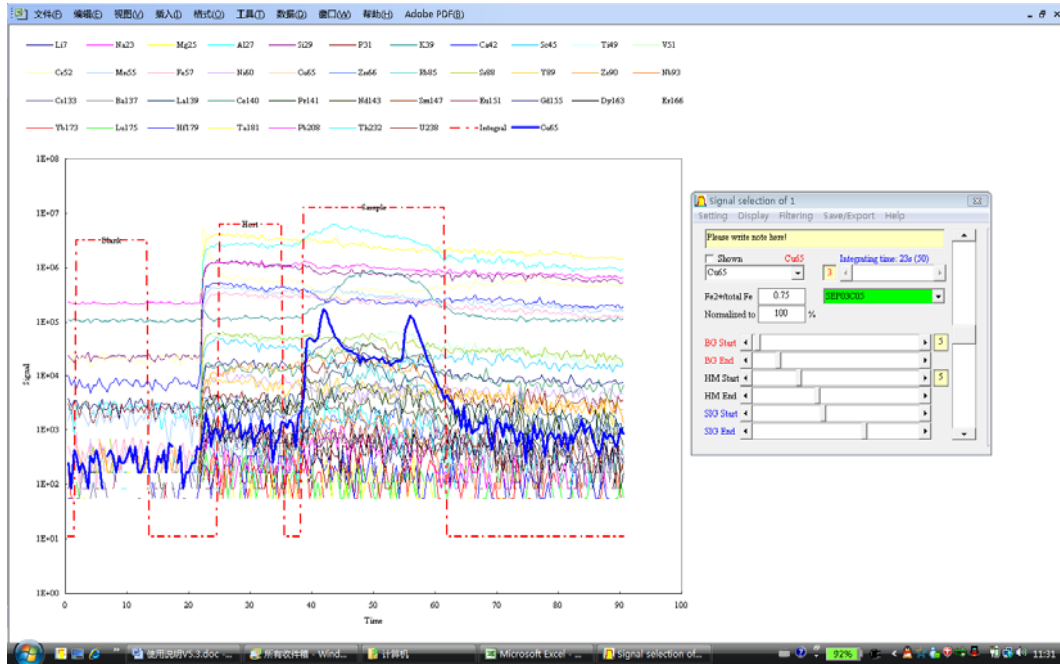 文件(F) 编辑(E) 视图(V) 插入(I) 格式(O) 工具(T) 数据(D) 窗口(W) 帮助(H) Adobe PDF(B)
Li7 Na23 Mg25 Al27 Si29 P31 K39 Ca42 Sc45 Ti49 V51
Cr52 Mn55 Fe57 Ni60 Cu65 Zn66 Rb85 Sr88 Y89 Zr90 Nb93
Cs133 Ba137 La139 Ce140 Pr141 Nd143 Sm147 Eu151 Gd155 Dy163 Er166
Yb173 Lu175 Hf179 Ta181 Pb208 Th232 U238 Integral Cu65
1E+08
1E+07
1E+06
1E+05
1E+04
1E+03
1E+02
1E+01
1E+00
Signal
Blank
Host
Sample
0 10 20 30 40 50 60 70 80 90 100
Time
Signal selection of 1
Setting Display Filtering Save/Export Help
Please write note here!
Shown Cu65 Integrating time: 23s (50)
Cu65 3
Fe2+/total Fe 0.75 SEP03C05
Normalized to 100 %
BG Start 5
BG End
HM Start 5
HM End
SIG Start
SIG End
使用说明V5.3.doc -... 所有收件箱 - Wind... 计算机 Microsoft Excel - ... Signal selection of... 92% 11:31